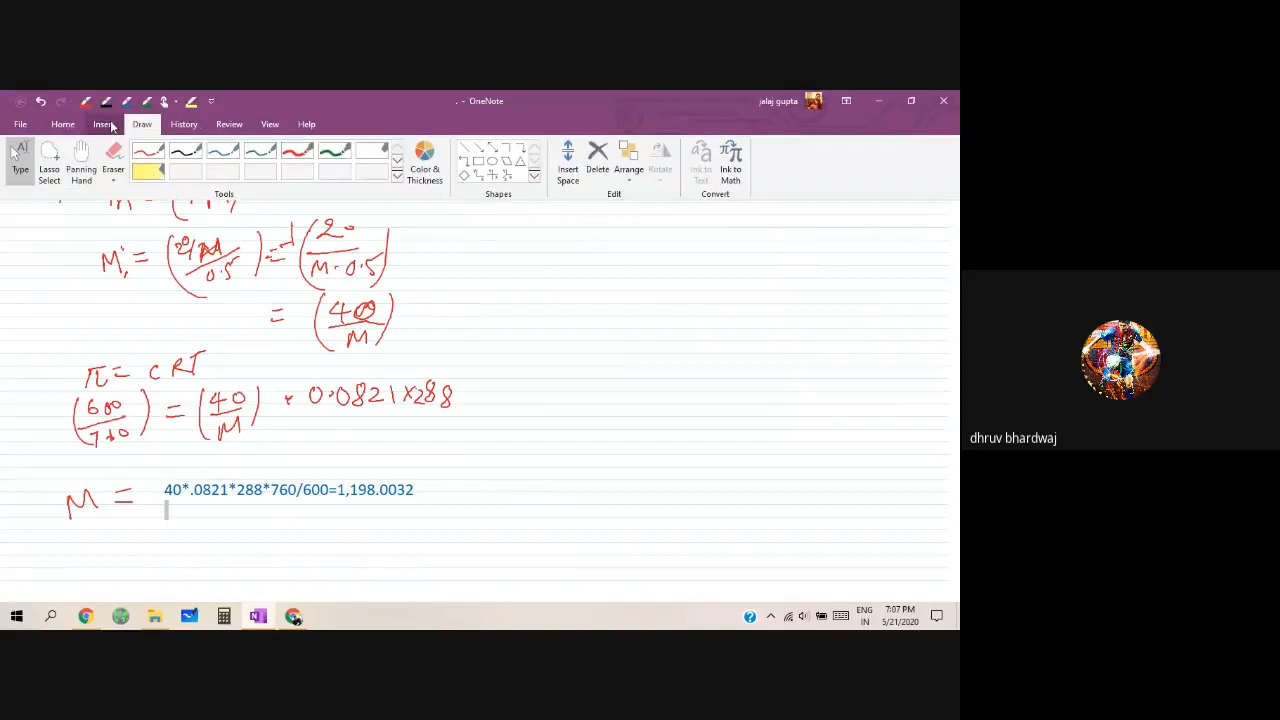 . - OneNote
jalaj gupta
File Home Insert Draw History Review View Help
Type Lasso Select Panning Hand Eraser Color & Thickness Insert Space Delete Arrange Rotate Ink to Text Ink to Math
Tools Shapes Edit Convert
M = (20/M / 0.5) = (20 / M · 0.5)
= (40 / M)
π = CRT
(600 / 760) = (40 / M) * 0.0821 × 288
M = 40*.0821*288*760/600=1,198.0032
dhruv bhardwaj
ENG 7:07 PM
IN 5/21/2020